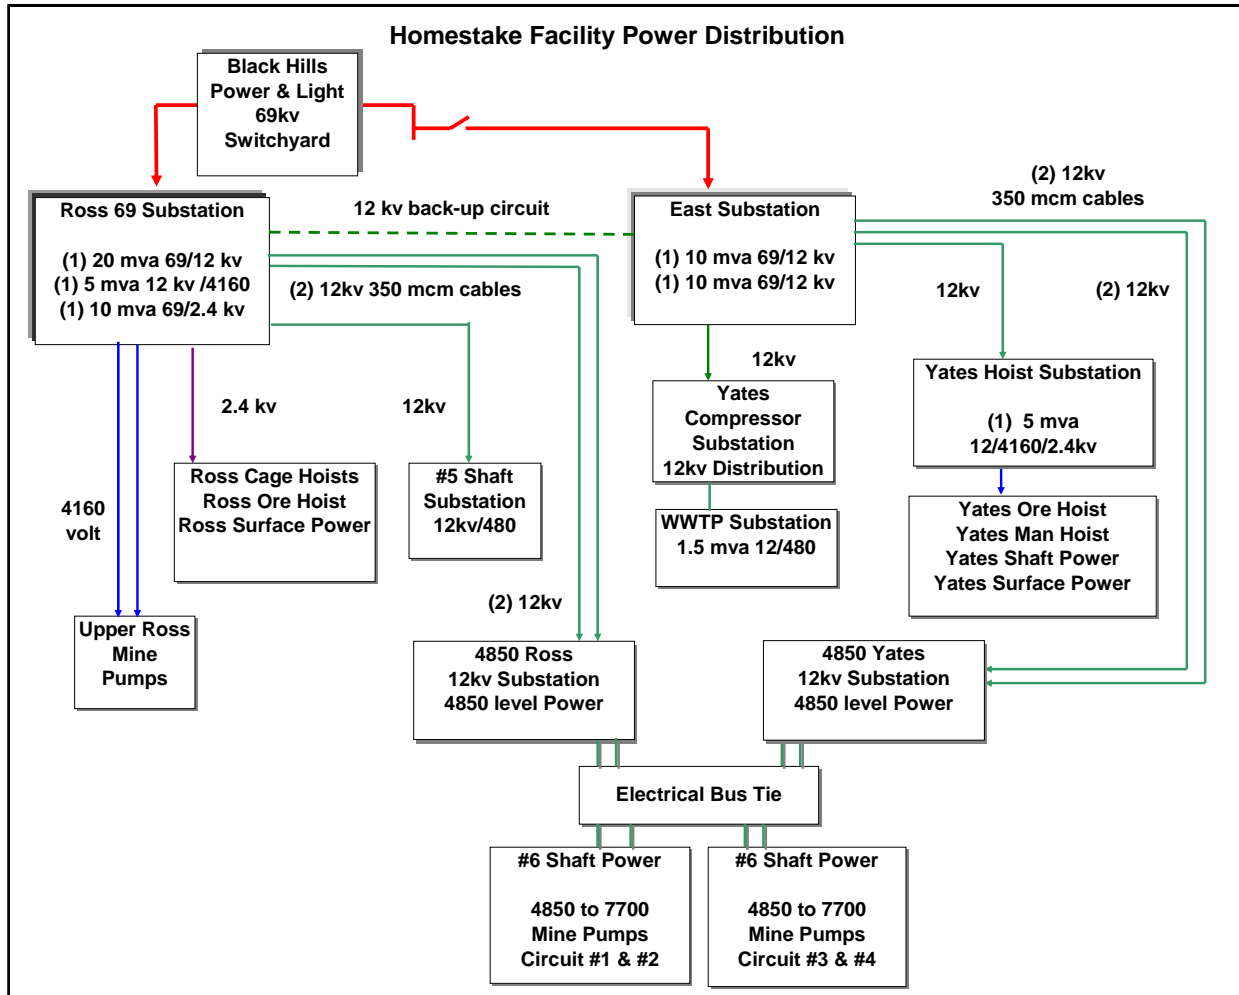 Homestake Facility Power Distribution
Black Hills
Power & Light
69kv
Switchyard
Ross 69 Substation
(1) 20 mva 69/12 kv
(1) 5 mva 12 kv /4160
(1) 10 mva 69/2.4 kv
12 kv back-up circuit
(2) 12kv 350 mcm cables
East Substation
(1) 10 mva 69/12 kv
(1) 10 mva 69/12 kv
(2) 12kv
350 mcm cables
12kv
(2) 12kv
2.4 kv
12kv
12kv
Yates
Compressor
Substation
12kv Distribution
Yates Hoist Substation
(1) 5 mva
12/4160/2.4kv
4160
volt
Ross Cage Hoists
Ross Ore Hoist
Ross Surface Power
#5 Shaft
Substation
12kv/480
WWTP Substation
1.5 mva 12/480
Yates Ore Hoist
Yates Man Hoist
Yates Shaft Power
Yates Surface Power
(2) 12kv
Upper Ross
Mine
Pumps
4850 Ross
12kv Substation
4850 level Power
4850 Yates
12kv Substation
4850 level Power
Electrical Bus Tie
#6 Shaft Power
4850 to 7700
Mine Pumps
Circuit #1 & #2
#6 Shaft Power
4850 to 7700
Mine Pumps
Circuit #3 & #4